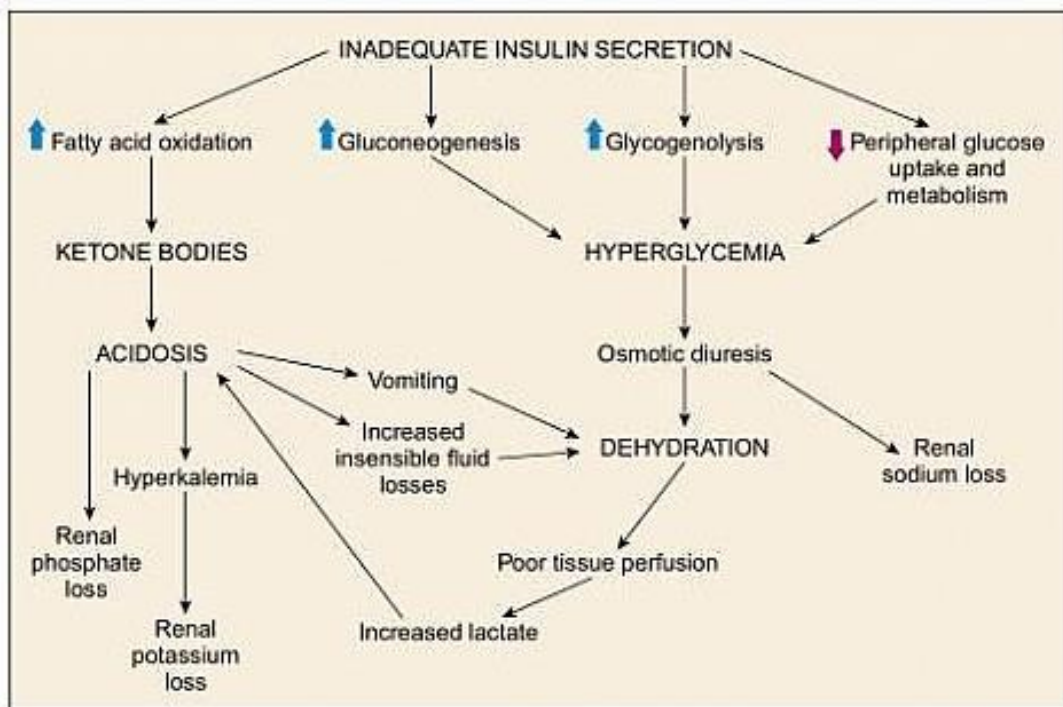 INADEQUATE INSULIN SECRETION
Fatty acid oxidation
Gluconeogenesis
Glycogenolysis
Peripheral glucose
uptake and
metabolism
KETONE BODIES
HYPERGLYCEMIA
ACIDOSIS
Vomiting
Osmotic diuresis
Increased
insensible fluid
losses
DEHYDRATION
Renal
sodium loss
Hyperkalemia
Renal
phosphate
loss
Poor tissue perfusion
Increased lactate
Renal
potassium
loss